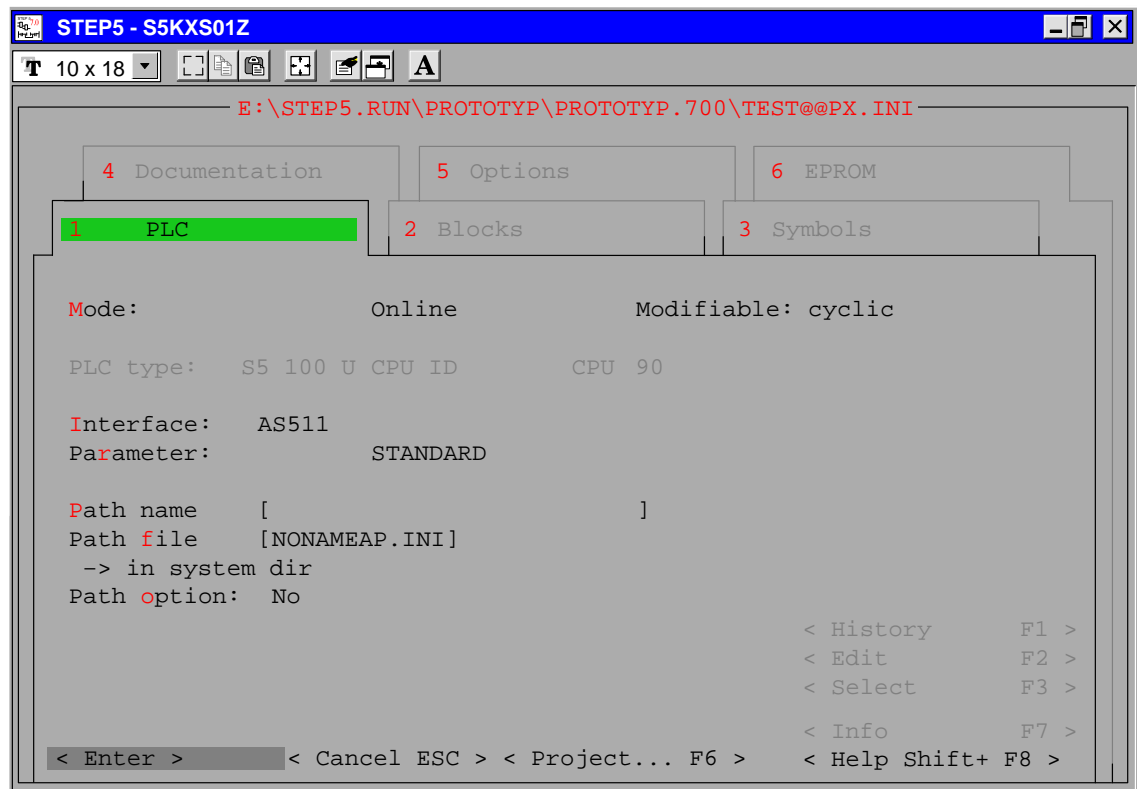 STEP5 - S5KXS01Z
10 x 18 A
E:\STEP5.RUN\PROTOTYP\PROTOTYP.700\TEST@@PX.INI
4 Documentation 5 Options 6 EPROM
1 PLC 2 Blocks 3 Symbols
Mode: Online Modifiable: cyclic
PLC type: S5 100 U CPU ID CPU 90
Interface: AS511
Parameter: STANDARD
Path name [ ]
Path file [NONAMEAP.INI]
-> in system dir
Path option: No
< History F1 >
< Edit F2 >
< Select F3 >
< Info F7 >
< Enter > < Cancel ESC > < Project... F6 > < Help Shift+ F8 >